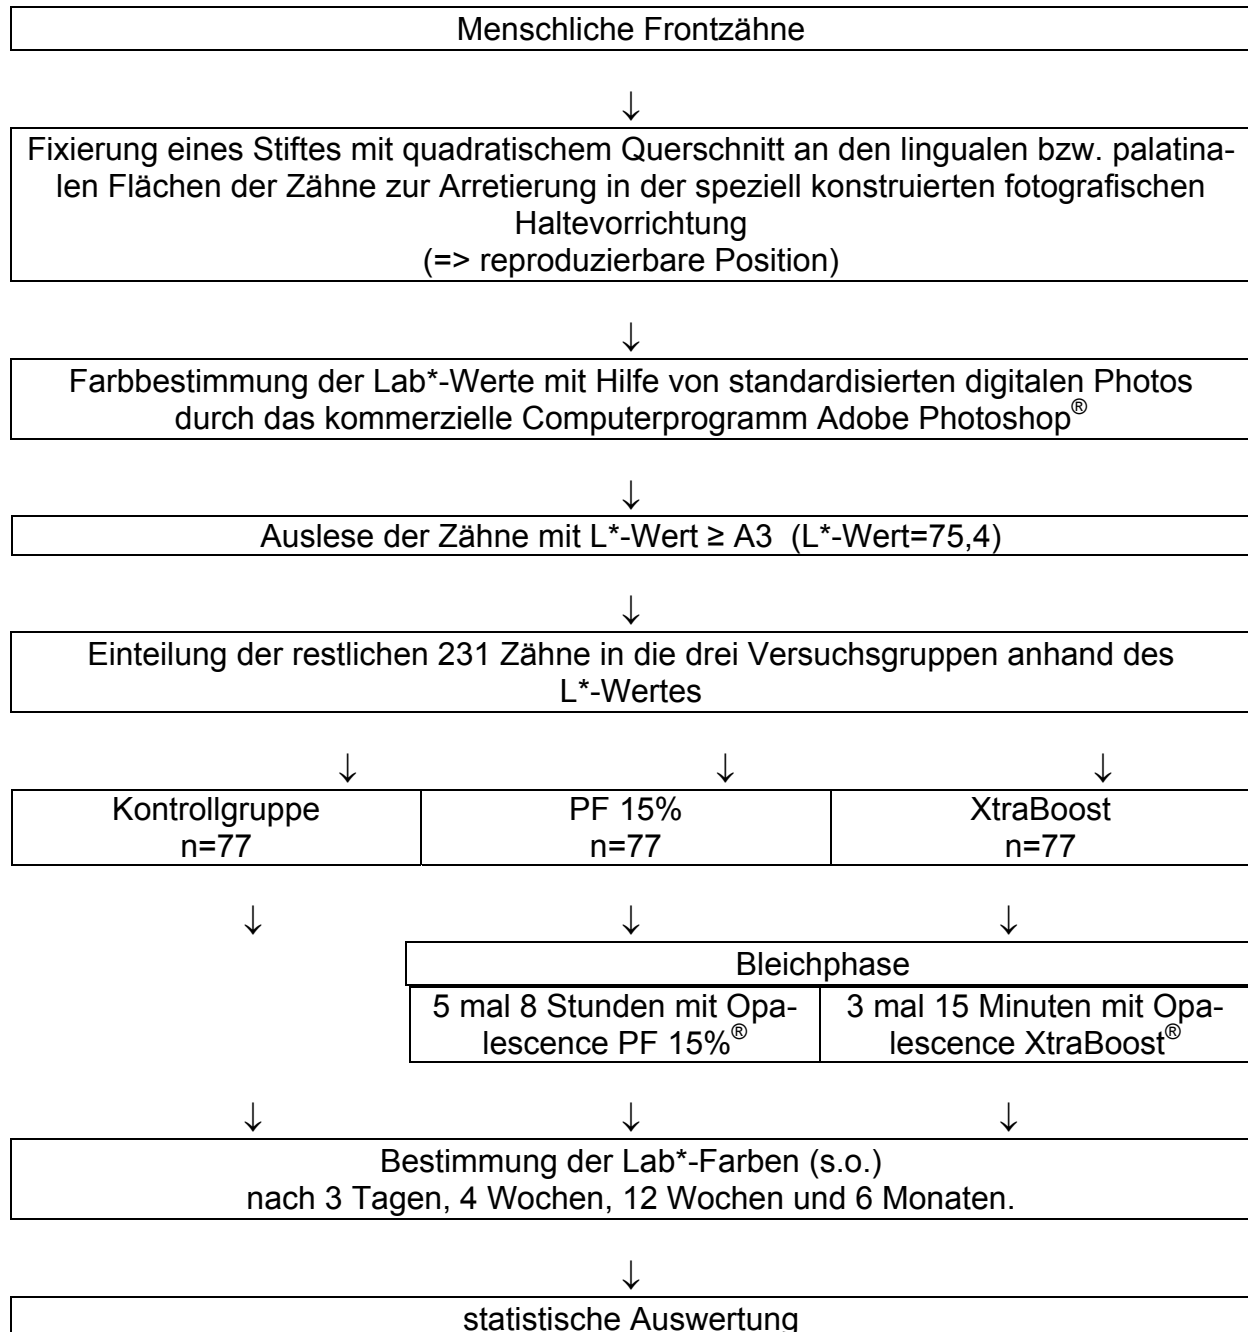 Menschliche Frontzähne
↓
Fixierung eines Stiftes mit quadratischem Querschnitt an den lingualen bzw. palatina-
len Flächen der Zähne zur Arretierung in der speziell konstruierten fotografischen
Haltevorrichtung
(=> reproduzierbare Position)
↓
Farbbestimmung der Lab*-Werte mit Hilfe von standardisierten digitalen Photos
durch das kommerzielle Computerprogramm Adobe Photoshop®
↓
Auslese der Zähne mit L*-Wert ≥ A3 (L*-Wert=75,4)
↓
Einteilung der restlichen 231 Zähne in die drei Versuchsgruppen anhand des
L*-Wertes
↓ ↓ ↓
Kontrollgruppe
n=77
PF 15%
n=77
XtraBoost
n=77
↓ ↓ ↓
Bleichphase
5 mal 8 Stunden mit Opa-
lescence PF 15%®
3 mal 15 Minuten mit Opa-
lescence XtraBoost®
↓ ↓ ↓
Bestimmung der Lab*-Farben (s.o.)
nach 3 Tagen, 4 Wochen, 12 Wochen und 6 Monaten.
↓
statistische Auswertung